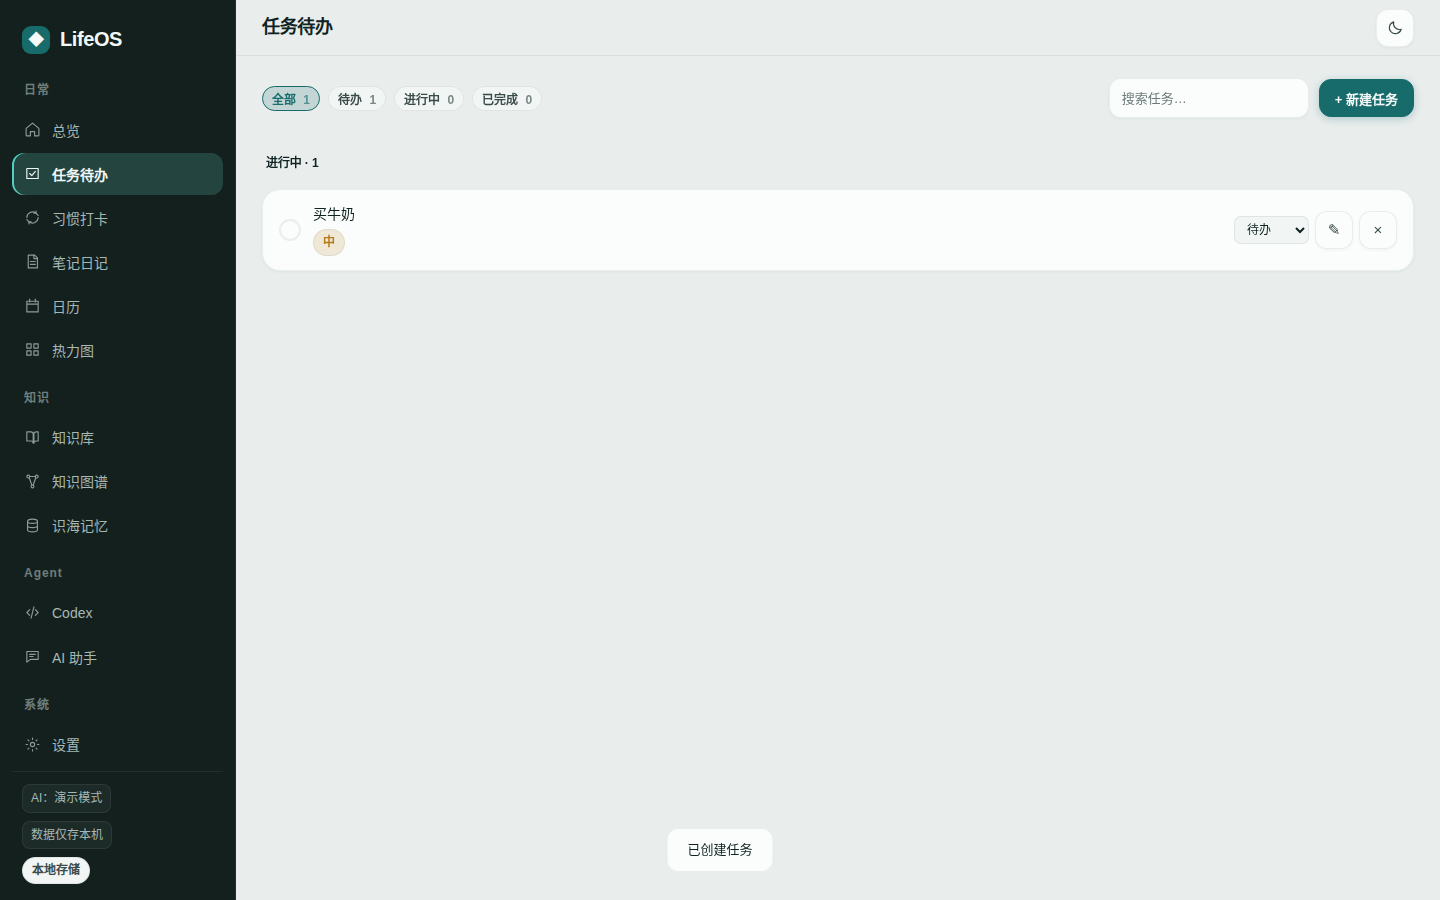 LifeOS
日常
总览
任务待办
习惯打卡
笔记日记
日历
热力图
知识
知识库
知识图谱
识海记忆
Agent
Codex
AI 助手
系统
设置
AI：演示模式
数据仅存本机
本地存储
任务待办
全部 1 待办 1 进行中 0 已完成 0
搜索任务…
+ 新建任务
进行中 · 1
买牛奶
中
待办
已创建任务